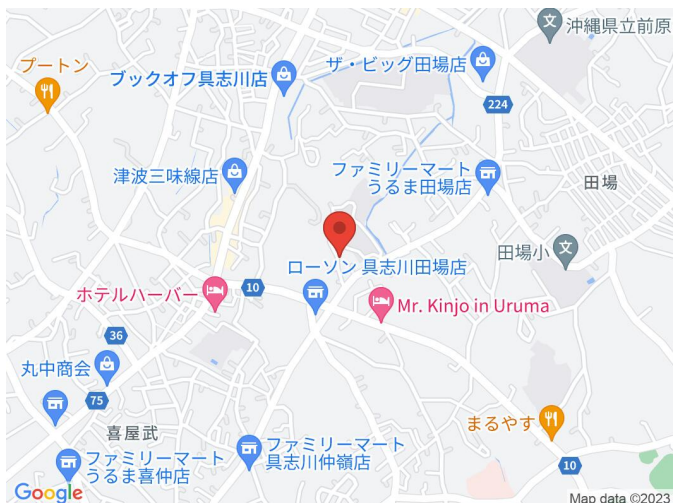 沖縄県立前原
プートン
ブックオフ具志川店
ザ・ビッグ田場店
224
津波三味線店
ファミリーマート
うるま田場店
田場
田場小
ローソン 具志川田場店
ホテルハーバー
10
Mr. Kinjo in Uruma
36
丸中商会
75
まるやす
喜屋武
ファミリーマート
具志川仲嶺店
ファミリーマート
うるま喜仲店
10
Google
Map data ©2023
文
文